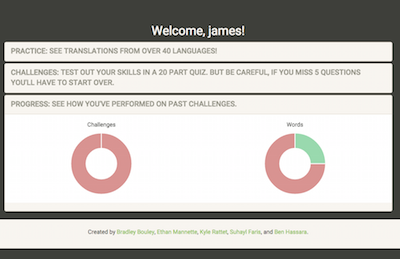 Welcome, james!
PRACTICE: SEE TRANSLATIONS FROM OVER 40 LANGUAGES!
CHALLENGES: TEST OUT YOUR SKILLS IN A 20 PART QUIZ. BUT BE CAREFUL, IF YOU MISS 5 QUESTIONS
YOU'LL HAVE TO START OVER.
PROGRESS: SEE HOW YOU'VE PERFORMED ON PAST CHALLENGES.
Challenges
Words
Created by Bradley Bouley, Ethan Mannette, Kyle Rattet, Suhayl Faris, and Ben Hassara.